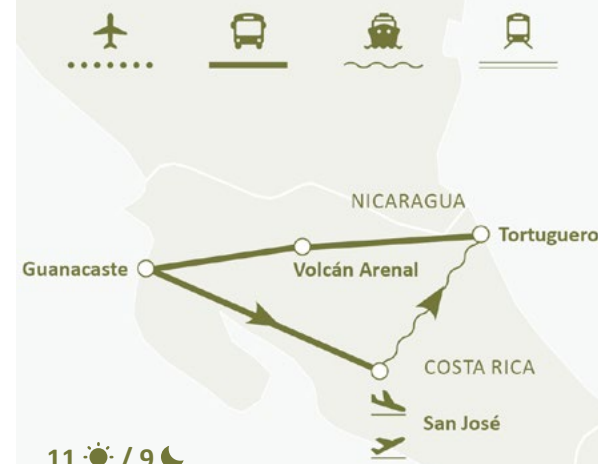 NICARAGUA
Tortuguero
Guanacaste
Volcán Arenal
COSTA RICA
San José
11 / 9